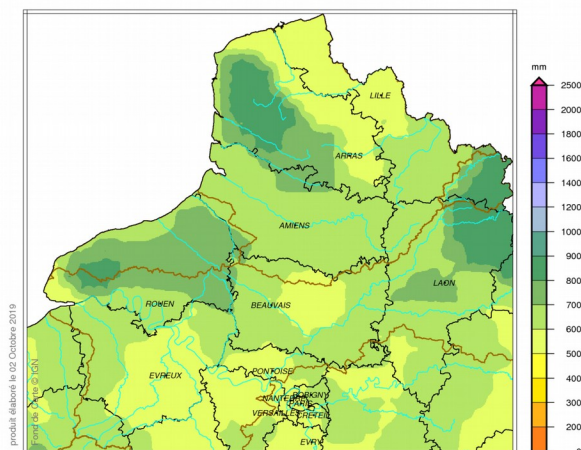 mm
2500
2000
1800
1600
1400
1200
1000
900
800
700
600
500
400
300
200
LILLE
ARRAS
AMIENS
ROUEN
BEAUVAIS
LAON
EVREUX
PONTOISE
BOBIGNY
NANTERRE
PARIS
VERSAILLES
CRETEIL
EVRY
produit élaboré le 02 Octobre 2019
Fond de Carte © IGN